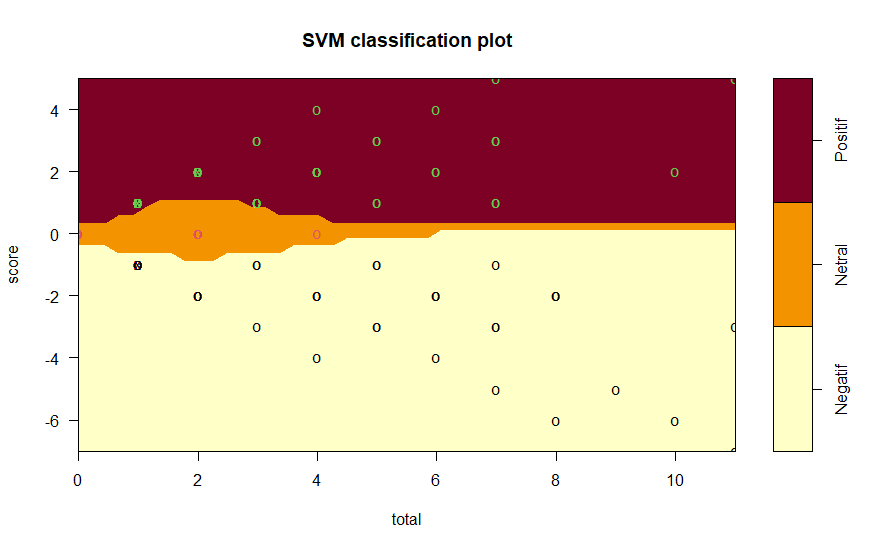 SVM classification plot
4
2
0
-2
-4
-6
score
0
2
4
6
8
10
total
Positif
Netral
Negatif